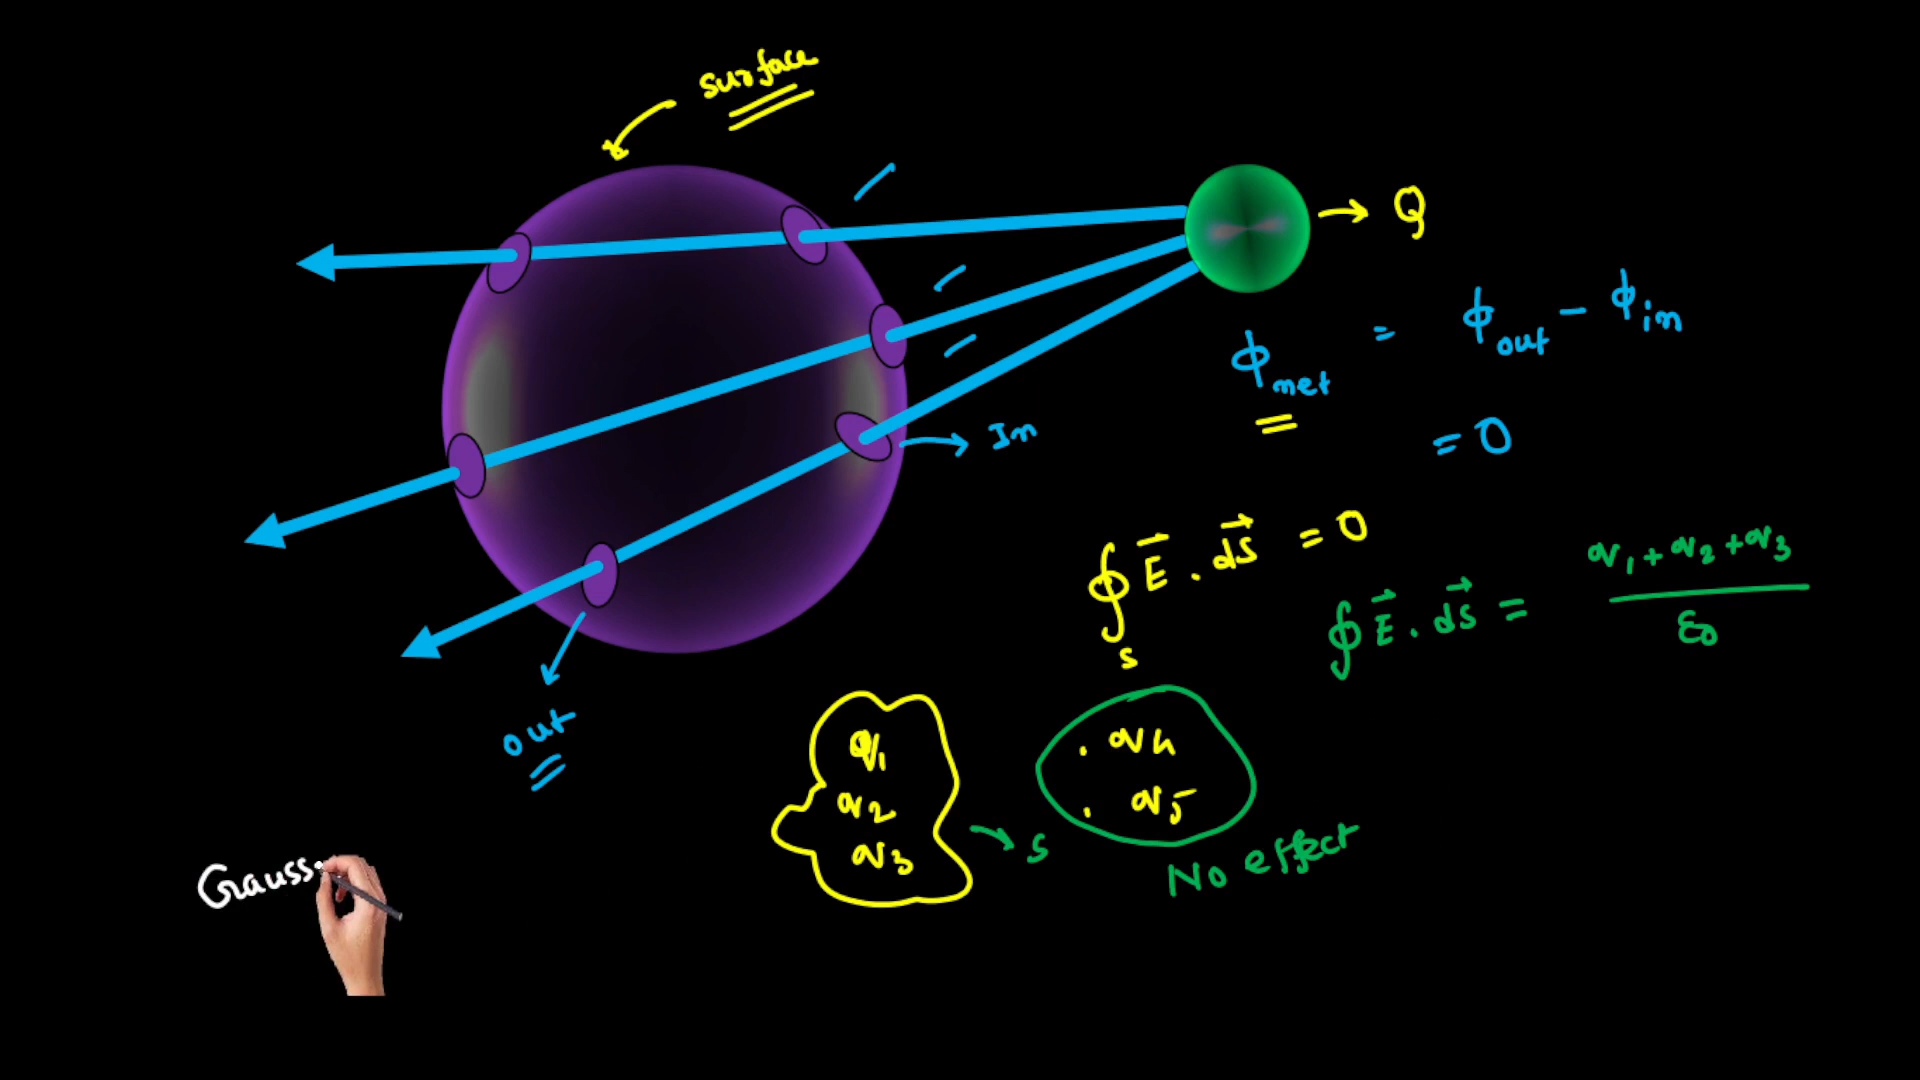 surface
Q
ϕnet = ϕout - ϕin
= 0
In
∮s E⃗ . ds⃗ = 0
∮ E⃗ . ds⃗ = (q1 + q2 + q3) / ε0
out
q1
q2
q3
s
. q4
. q5
No effect
Gauss